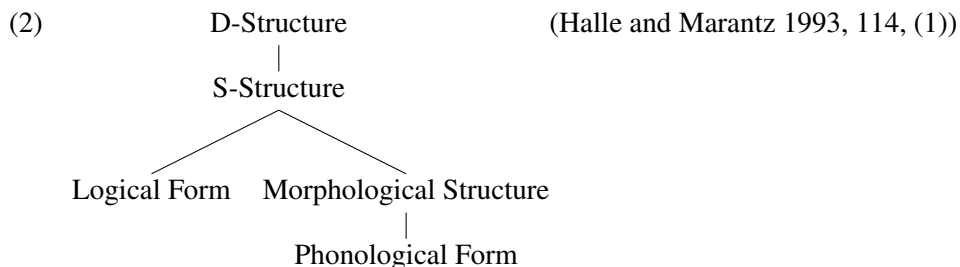 (2) D-Structure (Halle and Marantz 1993, 114, (1))
S-Structure
Logical Form Morphological Structure
Phonological Form